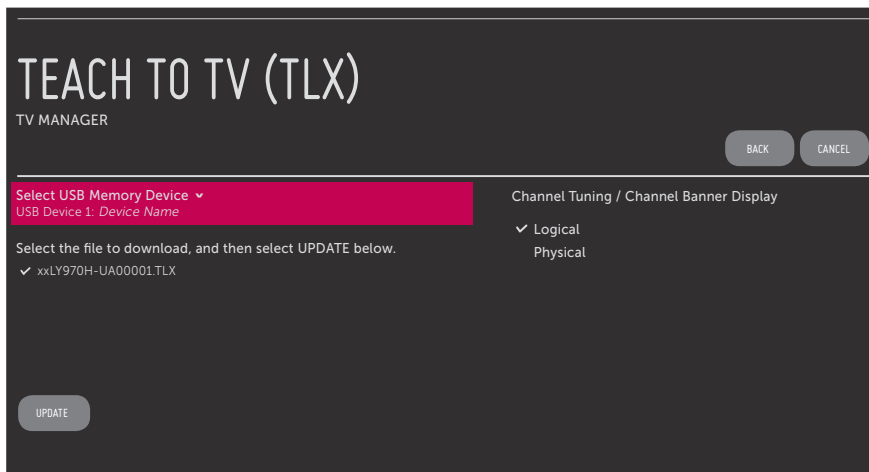 TEACH TO TV (TLX)
TV MANAGER
BACK
CANCEL
Select USB Memory Device
USB Device 1: Device Name
Select the file to download, and then select UPDATE below.
xxLY970H-UA00001.TLX
UPDATE
Channel Tuning / Channel Banner Display
Logical
Physical